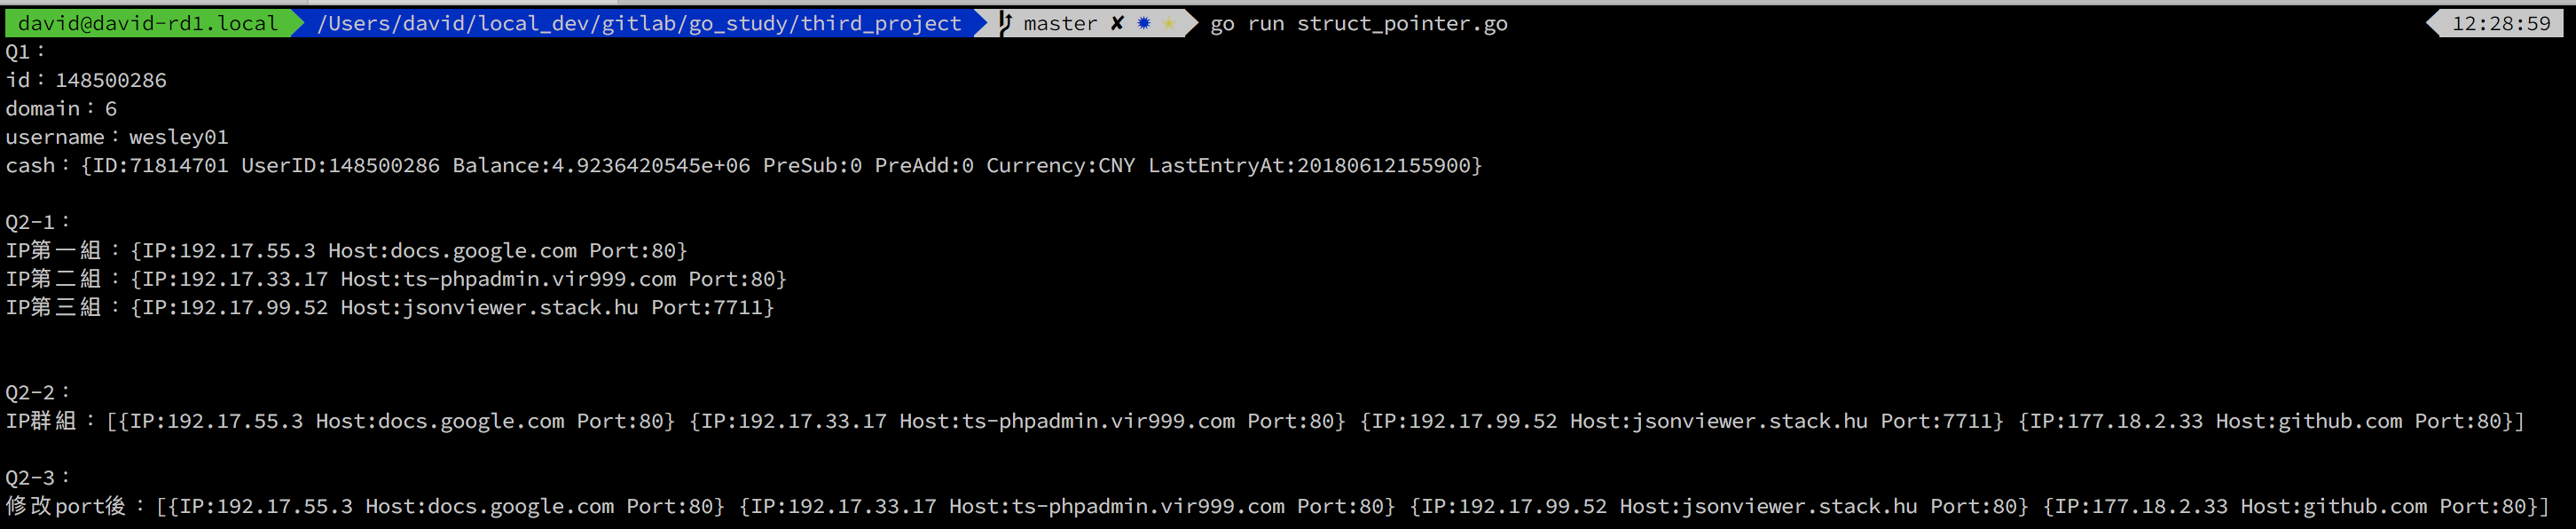 david@david-rd1.local /Users/david/local_dev/gitlab/go_study/third_project master ✘ ✹ ★ go run struct_pointer.go 12:28:59
Q1：
id：148500286
domain：6
username：wesley01
cash：{ID:71814701 UserID:148500286 Balance:4.9236420545e+06 PreSub:0 PreAdd:0 Currency:CNY LastEntryAt:20180612155900}
Q2-1：
IP第一組：{IP:192.17.55.3 Host:docs.google.com Port:80}
IP第二組：{IP:192.17.33.17 Host:ts-phpadmin.vir999.com Port:80}
IP第三組：{IP:192.17.99.52 Host:jsonviewer.stack.hu Port:7711}
Q2-2：
IP群組：[{IP:192.17.55.3 Host:docs.google.com Port:80} {IP:192.17.33.17 Host:ts-phpadmin.vir999.com Port:80} {IP:192.17.99.52 Host:jsonviewer.stack.hu Port:7711} {IP:177.18.2.33 Host:github.com Port:80}]
Q2-3：
修改port後：[{IP:192.17.55.3 Host:docs.google.com Port:80} {IP:192.17.33.17 Host:ts-phpadmin.vir999.com Port:80} {IP:192.17.99.52 Host:jsonviewer.stack.hu Port:80} {IP:177.18.2.33 Host:github.com Port:80}]